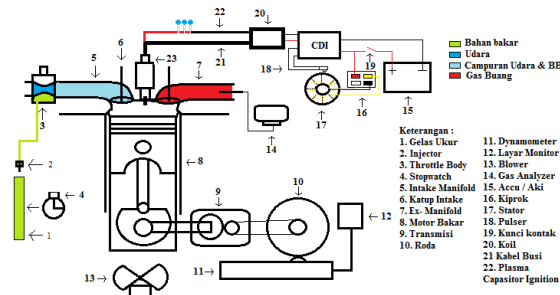 22
20
Bahan bakar
Udara
Campuran Udara & BB
Gas Buang
5
6
23
21
7
CDI
18
19
17
16
15
3
14
2
4
1
8
9
10
12
11
13
Keterangan :
1. Gelas Ukur
2. Injector
3. Throttle Body
4. Stopwatch
5. Intake Manifold
6. Katup Intake
7. Ex- Manifold
8. Motor Bakar
9. Transmisi
10. Roda
11. Dynamometer
12. Layar Monitor
13. Blower
14. Gas Analyzer
15. Accu / Aki
16. Kiprok
17. Stator
18. Pulser
19. Kunci kontak
20. Koil
21 Kabel Busi
22. Plasma
Capasitor Ignition